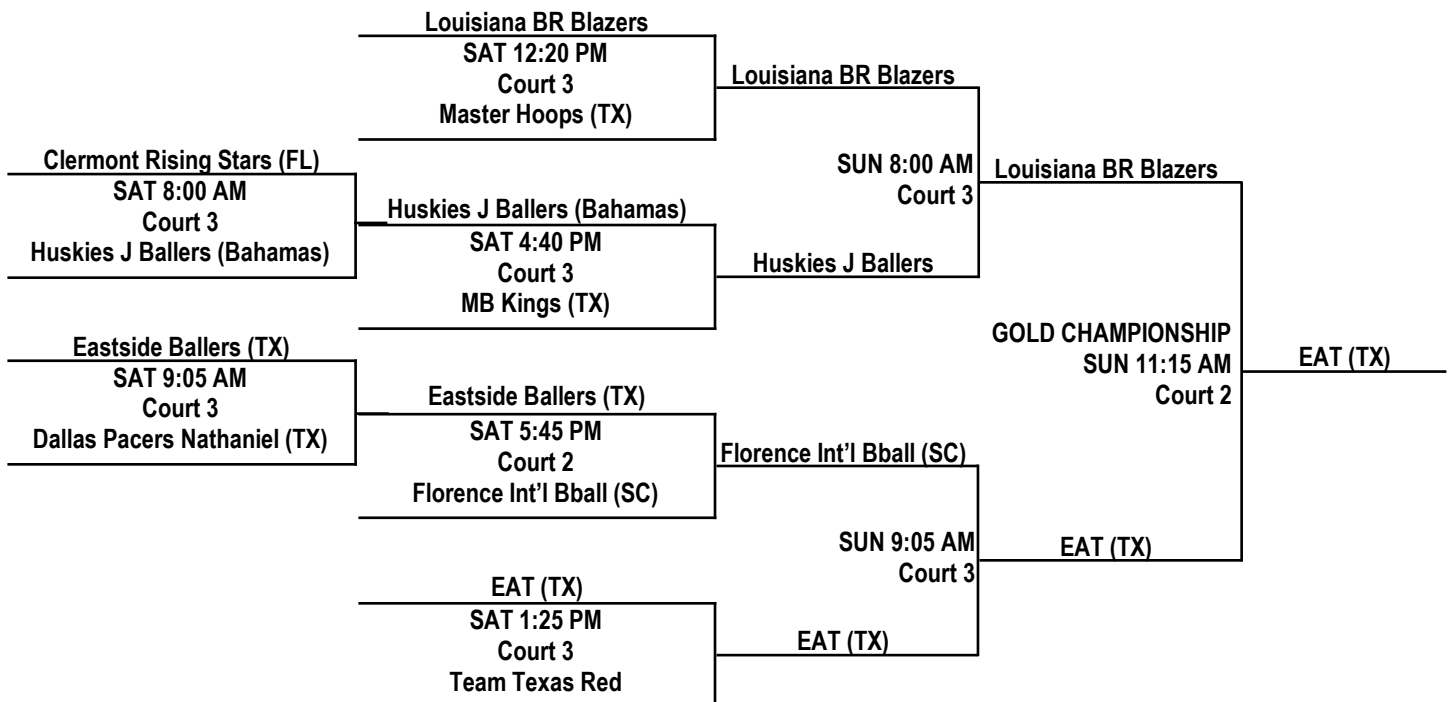 Louisiana BR Blazers
SAT 12:20 PM
Court 3
Master Hoops (TX)
Louisiana BR Blazers
Clermont Rising Stars (FL)
SAT 8:00 AM
Court 3
Huskies J Ballers (Bahamas)
Huskies J Ballers (Bahamas)
SAT 4:40 PM
Court 3
MB Kings (TX)
SUN 8:00 AM
Court 3
Louisiana BR Blazers
Huskies J Ballers
Eastside Ballers (TX)
SAT 9:05 AM
Court 3
Dallas Pacers Nathaniel (TX)
Eastside Ballers (TX)
SAT 5:45 PM
Court 2
Florence Int’l Bball (SC)
Florence Int’l Bball (SC)
GOLD CHAMPIONSHIP
SUN 11:15 AM
Court 2
EAT (TX)
SUN 9:05 AM
Court 3
EAT (TX)
EAT (TX)
SAT 1:25 PM
Court 3
Team Texas Red
EAT (TX)